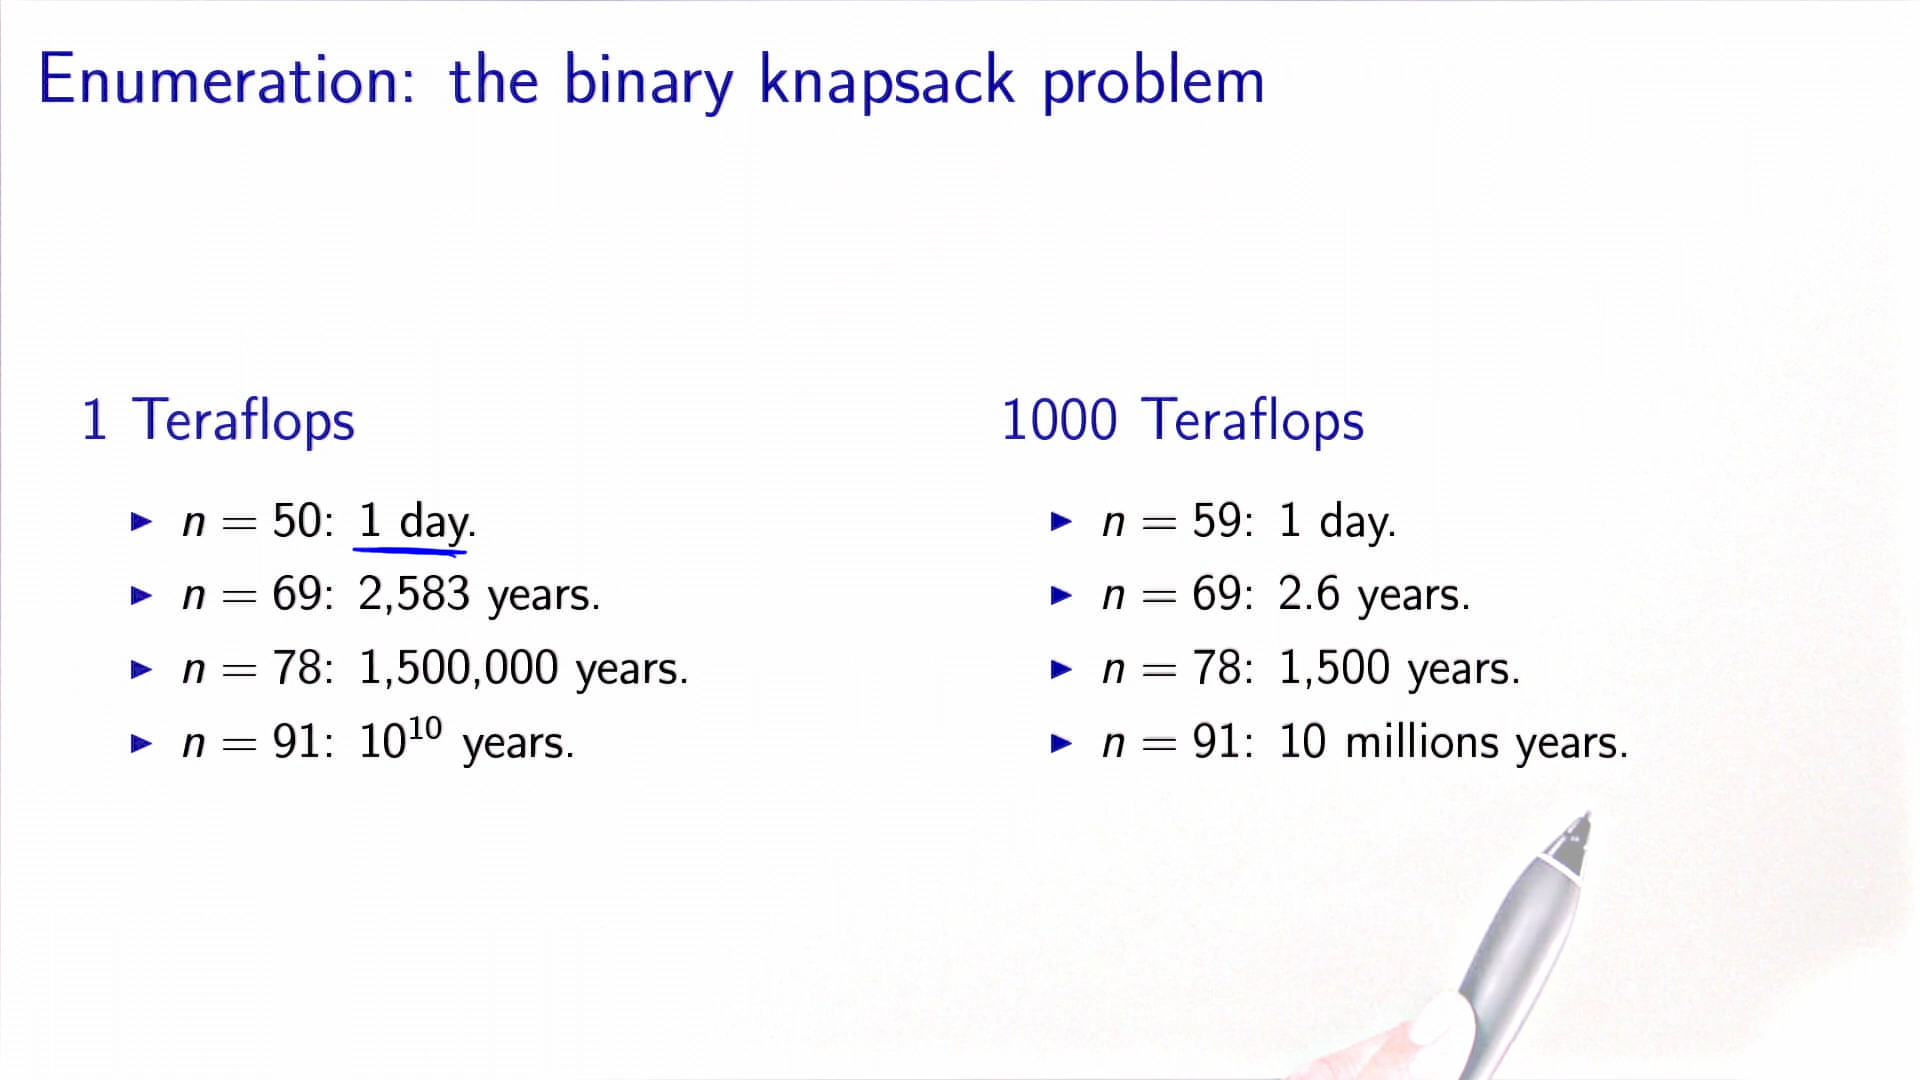 Enumeration: the binary knapsack problem
1 Teraflops
▶ n = 50: 1 day.
▶ n = 69: 2,583 years.
▶ n = 78: 1,500,000 years.
▶ n = 91: 10¹⁰ years.
1000 Teraflops
▶ n = 59: 1 day.
▶ n = 69: 2.6 years.
▶ n = 78: 1,500 years.
▶ n = 91: 10 millions years.